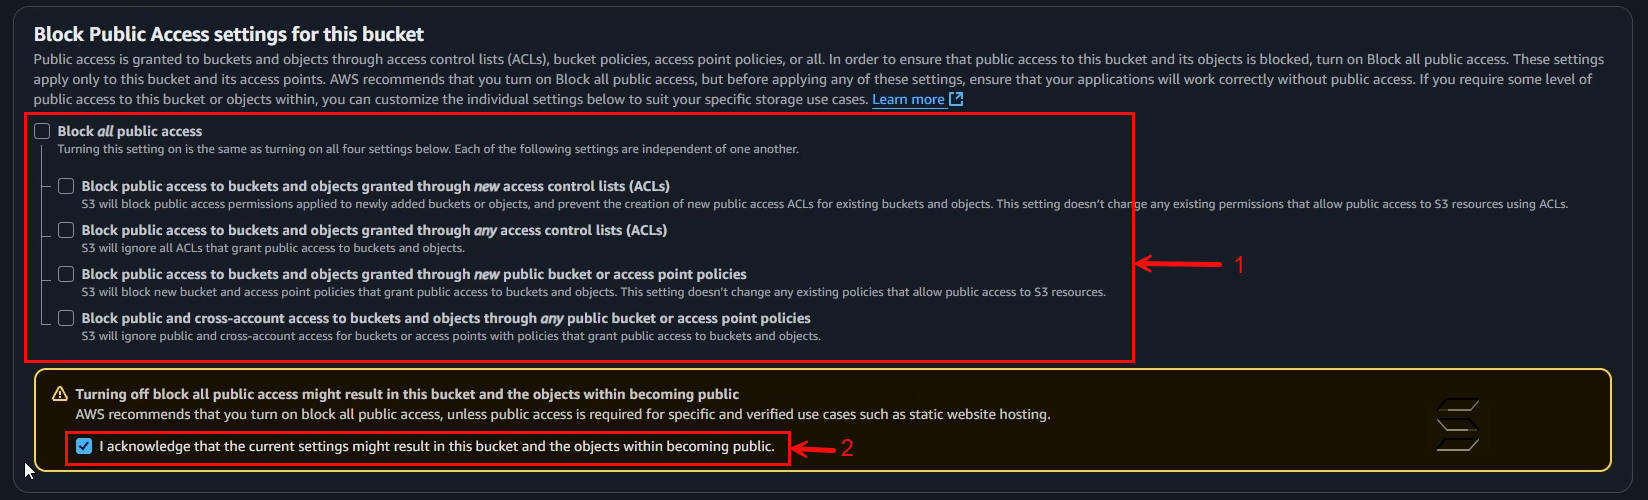 Block Public Access settings for this bucket
Public access is granted to buckets and objects through access control lists (ACLs), bucket policies, access point policies, or all. In order to ensure that public access to this bucket and its objects is blocked, turn on Block all public access. These settings
apply only to this bucket and its access points. AWS recommends that you turn on Block all public access, but before applying any of these settings, ensure that your applications will work correctly without public access. If you require some level of
public access to this bucket or objects within, you can customize the individual settings below to suit your specific storage use cases. Learn more
Block all public access
Turning this setting on is the same as turning on all four settings below. Each of the following settings are independent of one another.
Block public access to buckets and objects granted through new access control lists (ACLs)
S3 will block public access permissions applied to newly added buckets or objects, and prevent the creation of new public access ACLs for existing buckets and objects. This setting doesn't change any existing permissions that allow public access to S3 resources using ACLs.
Block public access to buckets and objects granted through any access control lists (ACLs)
S3 will ignore all ACLs that grant public access to buckets and objects.
Block public access to buckets and objects granted through new public bucket or access point policies
1
S3 will block new bucket and access point policies that grant public access to buckets and objects. This setting doesn't change any existing policies that allow public access to S3 resources.
Block public and cross-account access to buckets and objects through any public bucket or access point policies
S3 will ignore public and cross-account access for buckets or access points with policies that grant public access to buckets and objects.
Turning off block all public access might result in this bucket and the objects within becoming public
AWS recommends that you turn on block all public access, unless public access is required for specific and verified use cases such as static website hosting.
I acknowledge that the current settings might result in this bucket and the objects within becoming public.
2